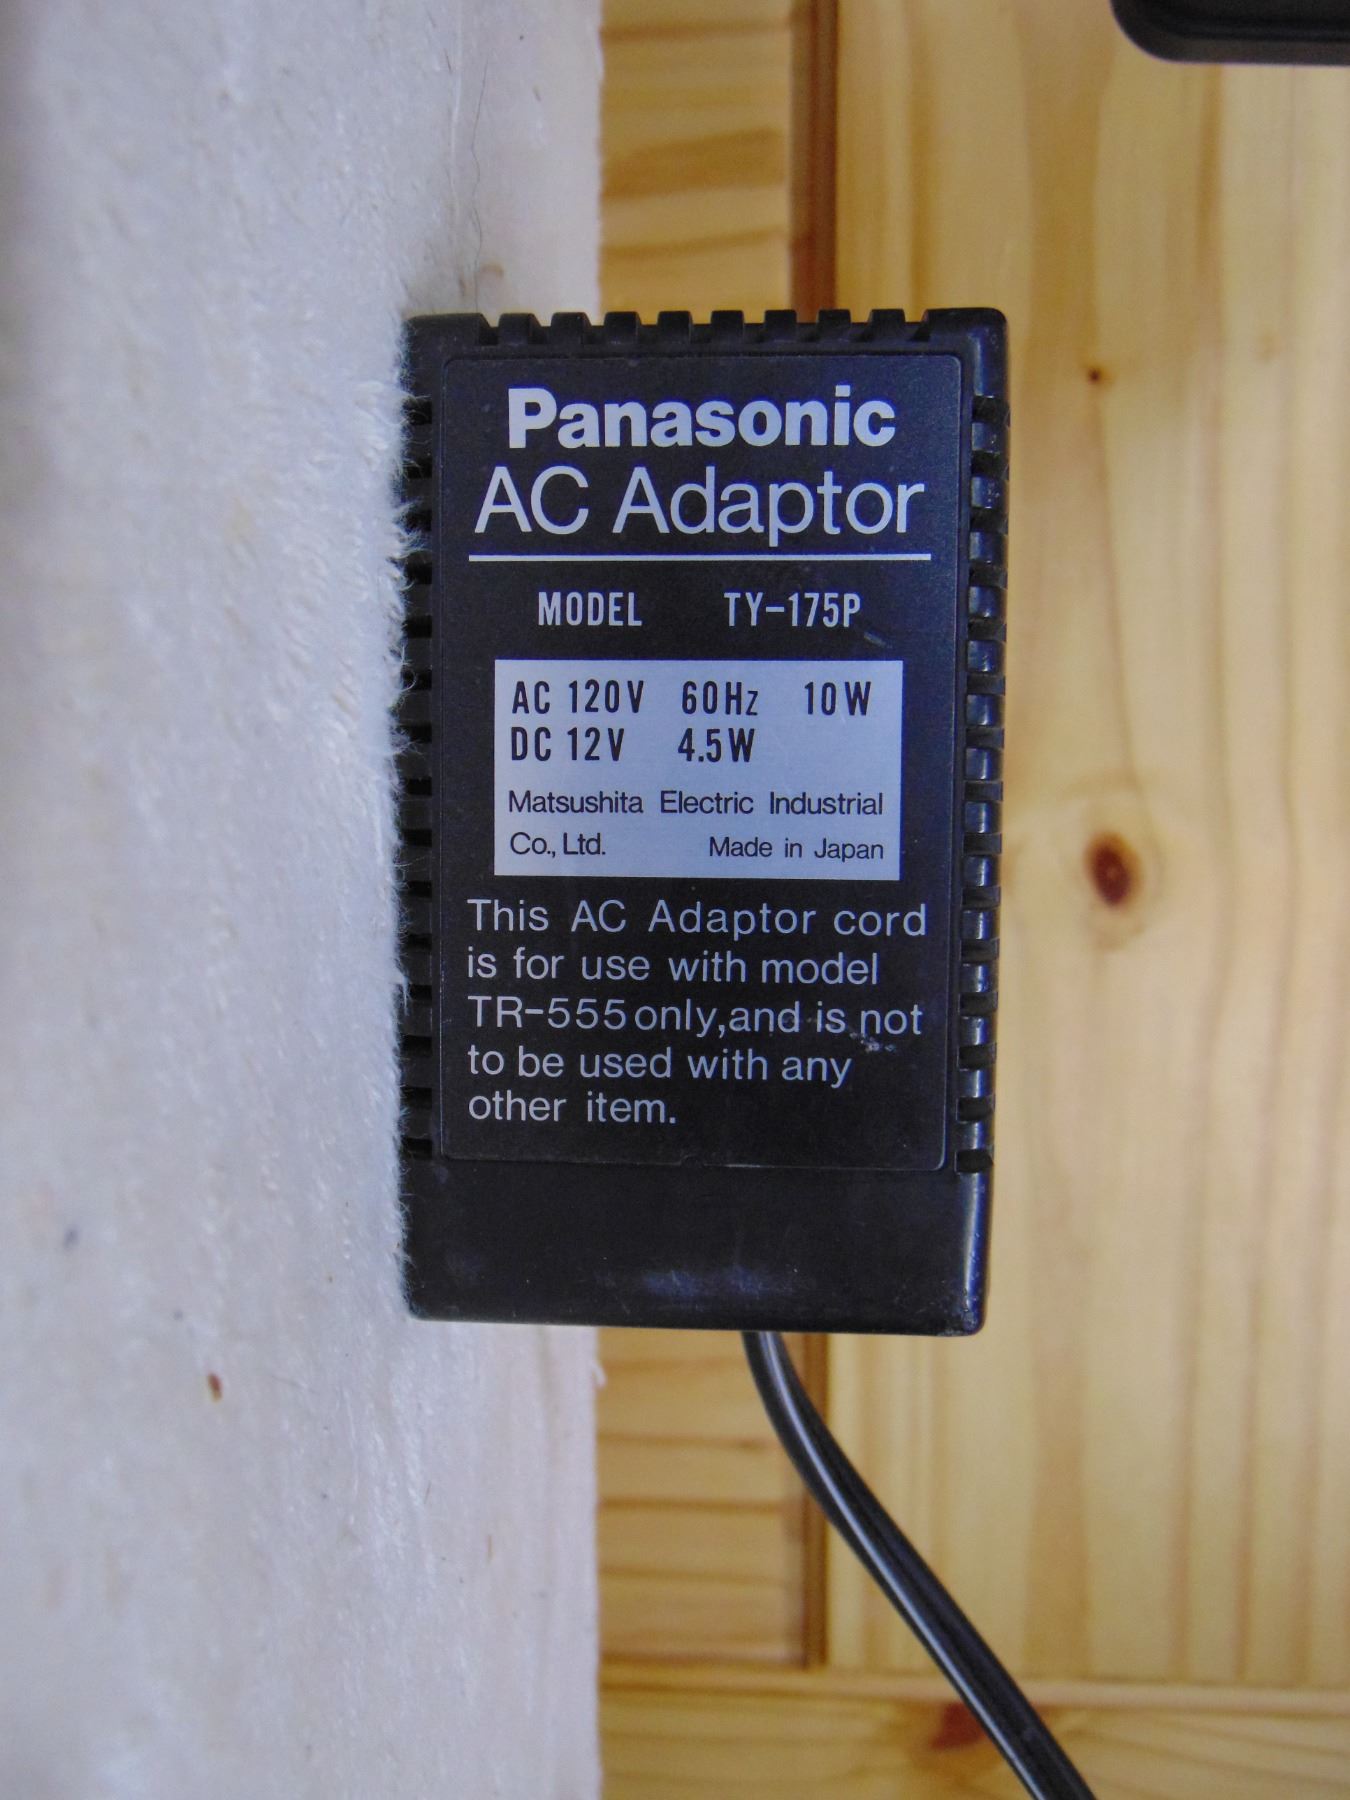 Panasonic
AC Adaptor
MODEL TY-175P
AC 120V 60Hz 10W
DC 12V 4.5W
Matsushita Electric Industrial
Co., Ltd. Made in Japan
This AC Adaptor cord
is for use with model
TR-555 only, and is not
to be used with any
other item.